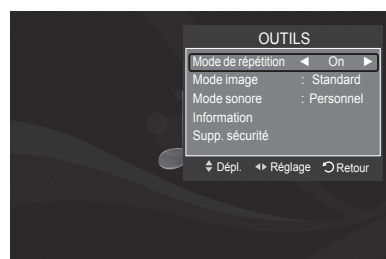 OUTILS
Mode de répétition ◄ On ►
Mode image : Standard
Mode sonore : Personnel
Information
Supp. sécurité
Dépl. Réglage Retour